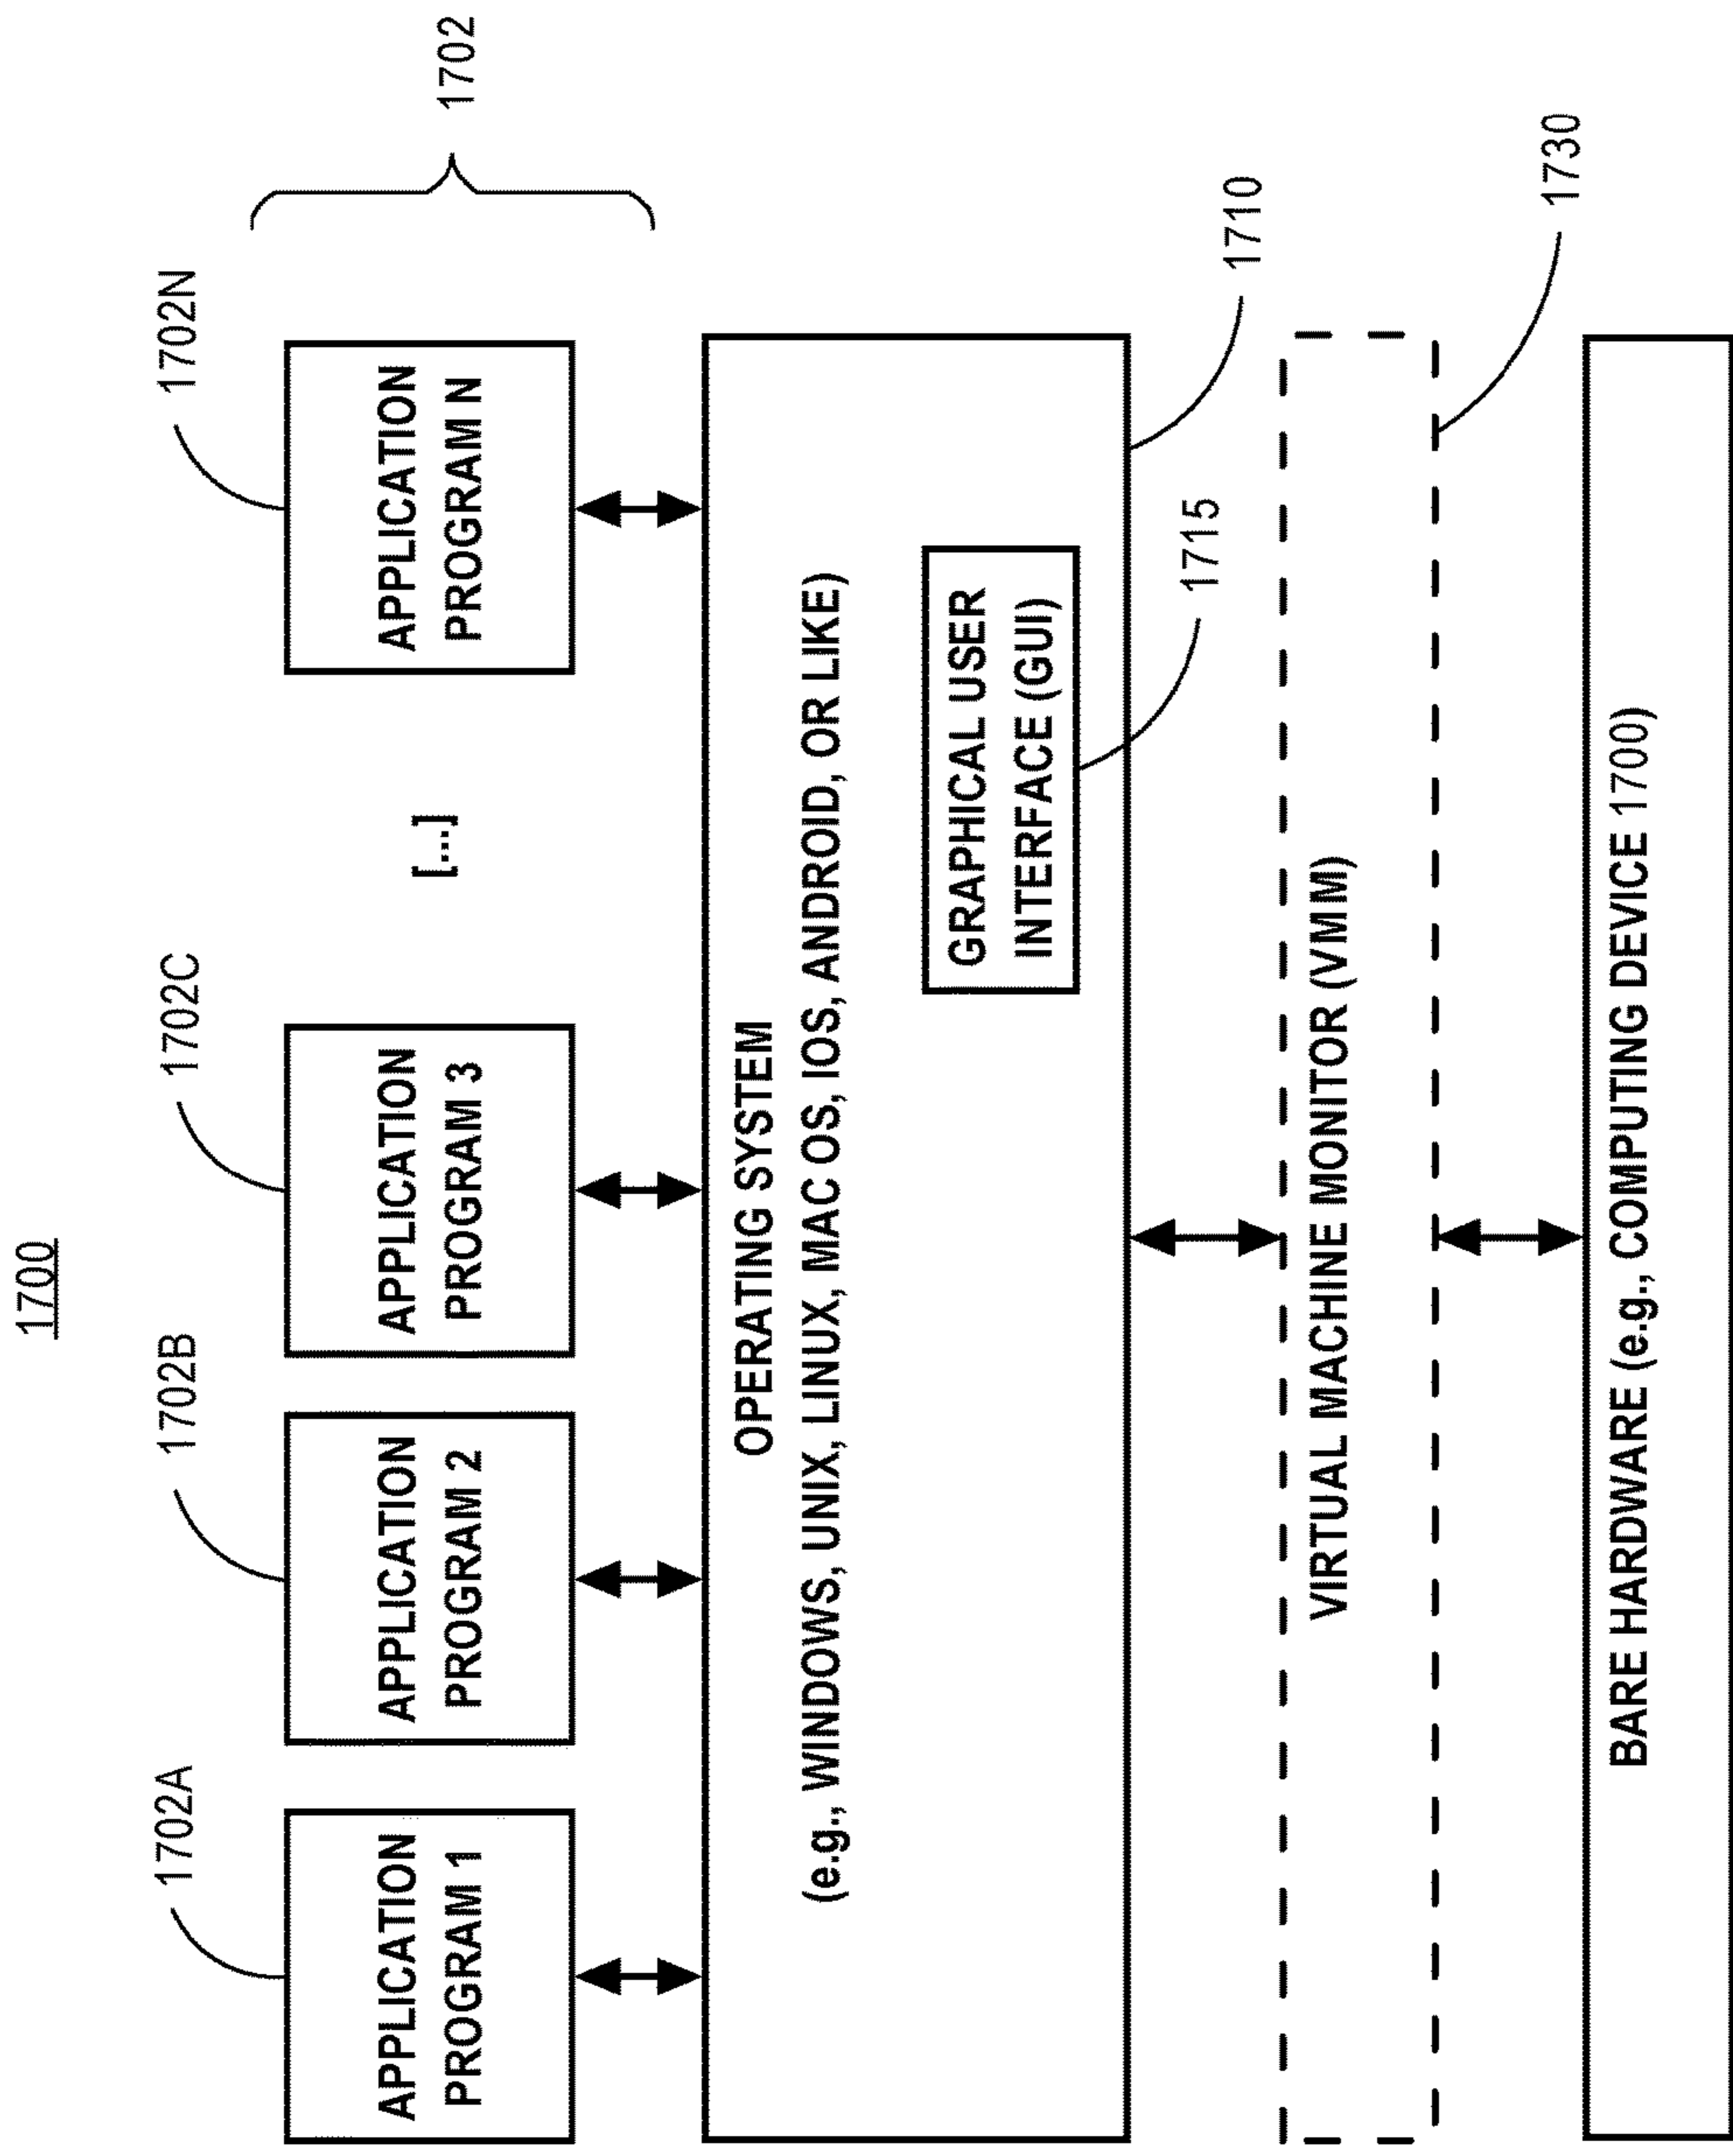 1700
1702A
1702B
1702C
1702N
1702
APPLICATION
PROGRAM 1
APPLICATION
PROGRAM 2
APPLICATION
PROGRAM 3
[...]
APPLICATION
PROGRAM N
OPERATING SYSTEM
(e.g., WINDOWS, UNIX, LINUX, MAC OS, IOS, ANDROID, OR LIKE)
GRAPHICAL USER
INTERFACE (GUI)
1715
1710
VIRTUAL MACHINE MONITOR (VMM)
1730
BARE HARDWARE (e.g., COMPUTING DEVICE 1700)